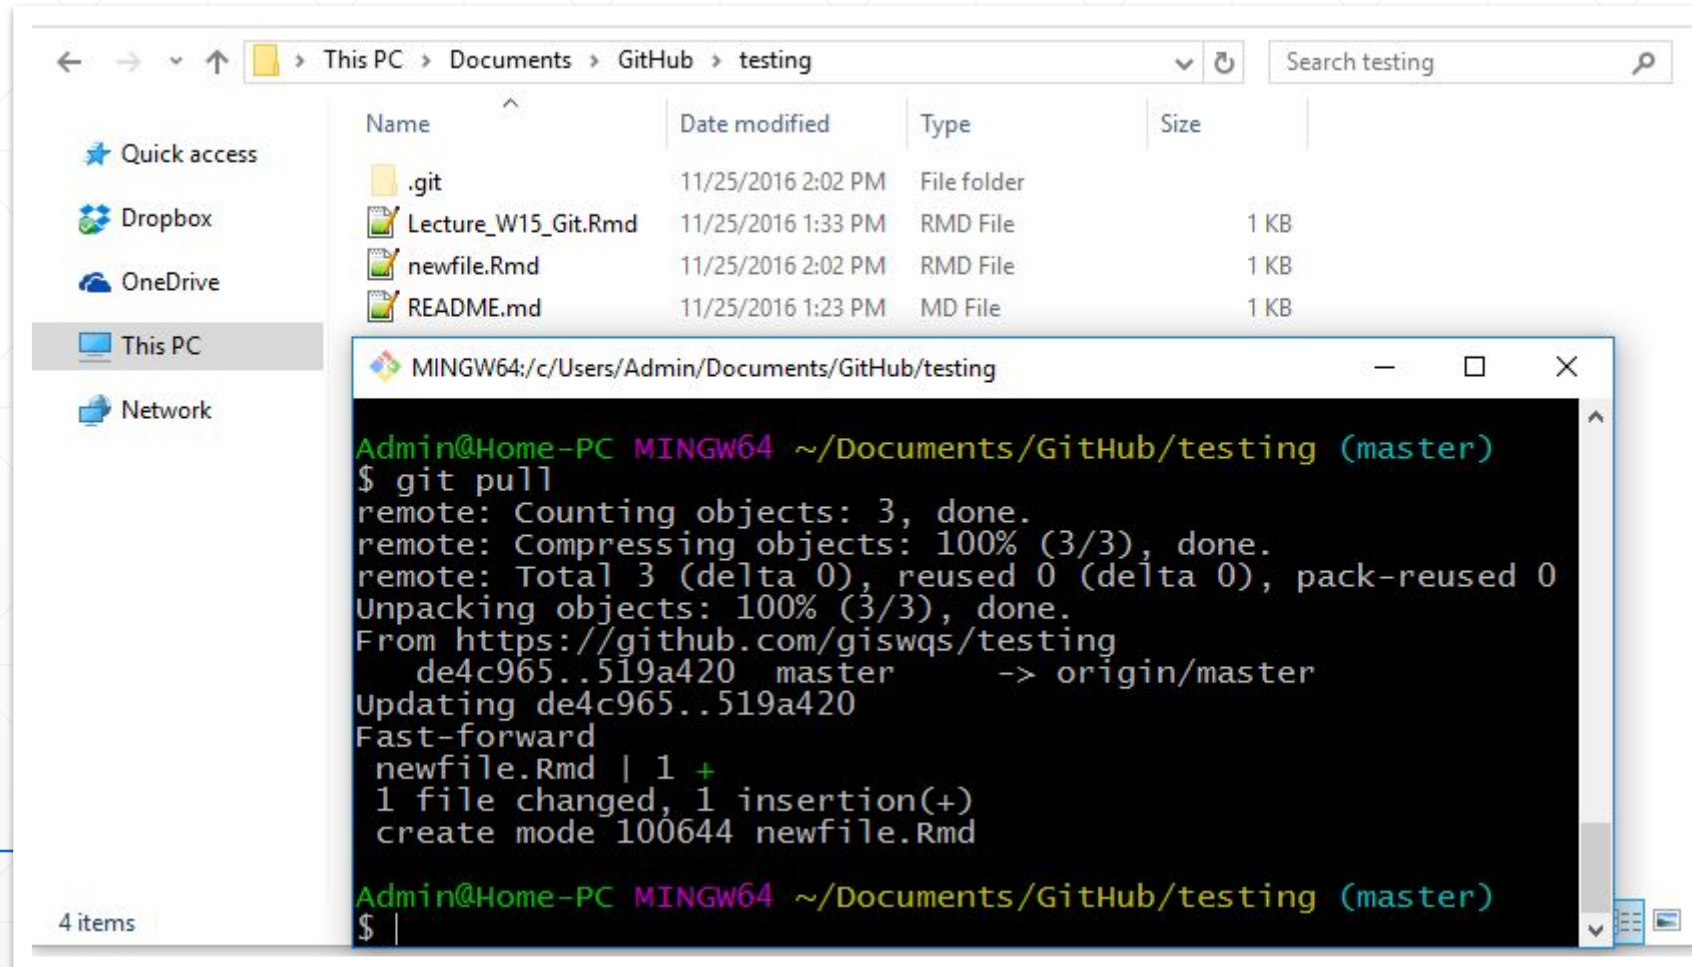 This PC > Documents > GitHub > testing
Search testing
Name Date modified Type Size
Quick access
Dropbox
OneDrive
This PC
Network
.git 11/25/2016 2:02 PM File folder
Lecture_W15_Git.Rmd 11/25/2016 1:33 PM RMD File 1 KB
newfile.Rmd 11/25/2016 2:02 PM RMD File 1 KB
README.md 11/25/2016 1:23 PM MD File 1 KB
MINGW64:/c/Users/Admin/Documents/GitHub/testing
Admin@Home-PC MINGW64 ~/Documents/GitHub/testing (master)
$ git pull
remote: Counting objects: 3, done.
remote: Compressing objects: 100% (3/3), done.
remote: Total 3 (delta 0), reused 0 (delta 0), pack-reused 0
Unpacking objects: 100% (3/3), done.
From https://github.com/giswqs/testing
   de4c965..519a420  master     -> origin/master
Updating de4c965..519a420
Fast-forward
 newfile.Rmd | 1 +
 1 file changed, 1 insertion(+)
 create mode 100644 newfile.Rmd
Admin@Home-PC MINGW64 ~/Documents/GitHub/testing (master)
$
4 items